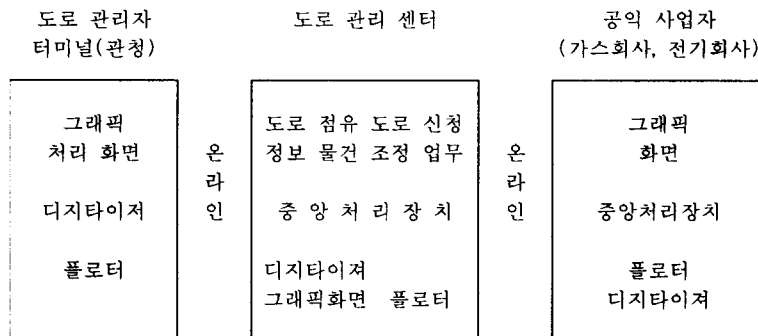 도로 관리자
터미널(관청)
그래픽
처리 화면
디지타이저
플로터
온
라
인
도로 관리 센터
도로 점유 도로 신청
정보 물건 조정 업무
중 앙 처 리 장 치
디지타이져
그래픽화면 플로터
온
라
인
공익 사업자
(가스회사, 전기회사)
그래픽
화면
중앙처리장치
플로터
디지타이져